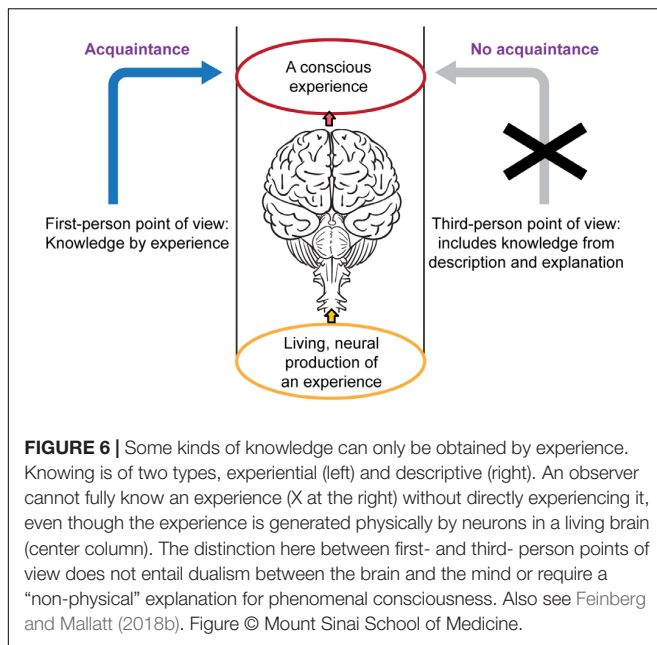 Acquaintance
No acquaintance
A conscious
experience
First-person point of view:
Knowledge by experience
Third-person point of view:
includes knowledge from
description and explanation
Living, neural
production of
an experience
FIGURE 6 | Some kinds of knowledge can only be obtained by experience.
Knowing is of two types, experiential (left) and descriptive (right). An observer
cannot fully know an experience (X at the right) without directly experiencing it,
even though the experience is generated physically by neurons in a living brain
(center column). The distinction here between first- and third- person points of
view does not entail dualism between the brain and the mind or require a
“non-physical” explanation for phenomenal consciousness. Also see Feinberg
and Mallatt (2018b). Figure © Mount Sinai School of Medicine.